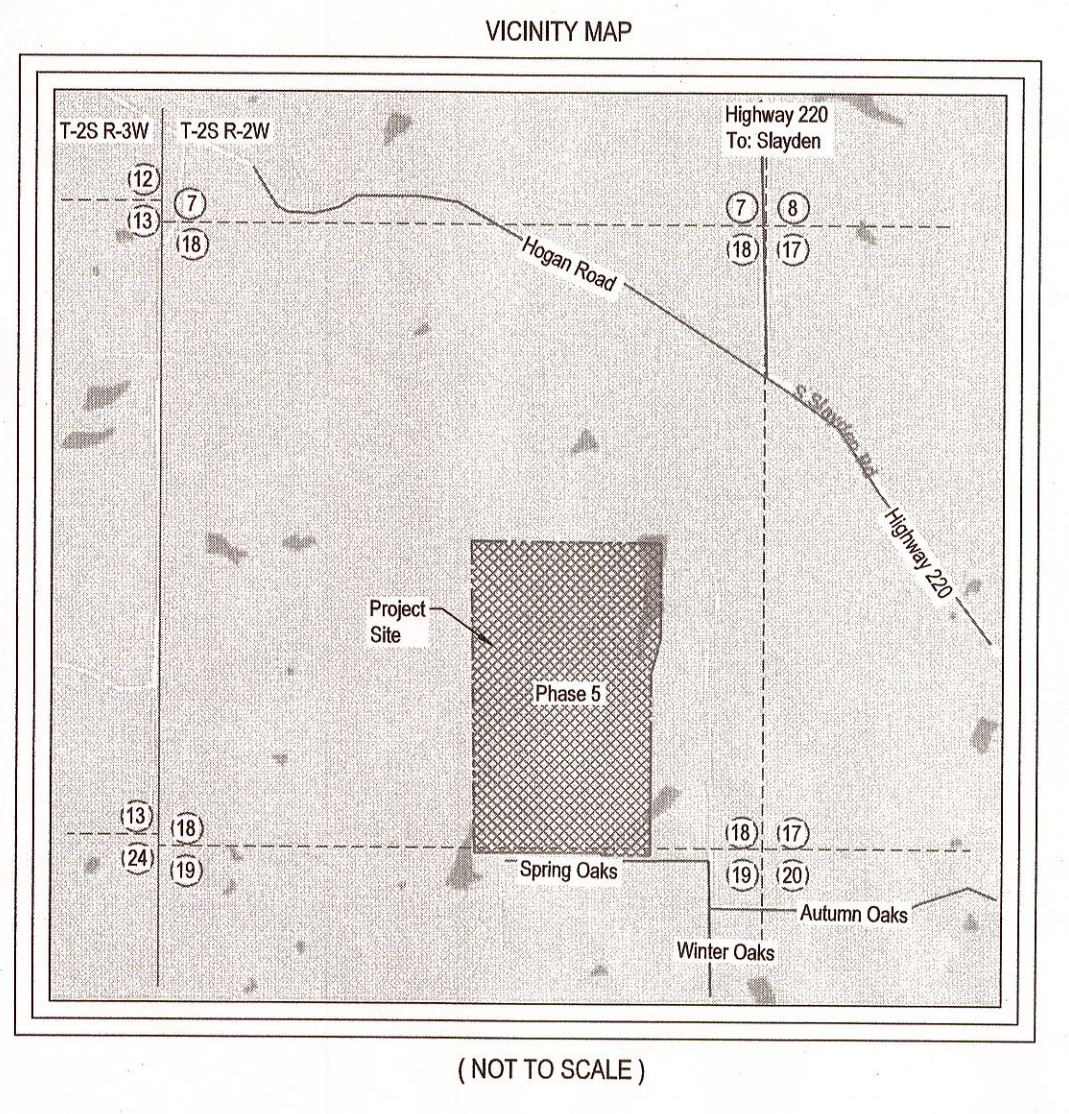 VICINITY MAP
T-2S R-3W
T-2S R-2W
Highway 220
To: Slayden
12
7
7
8
13
18
18
17
Hogan Road
S Slayden Rd
Highway 220
Project
Site
Phase 5
13
18
18
17
24
19
19
20
Spring Oaks
Autumn Oaks
Winter Oaks
( NOT TO SCALE )